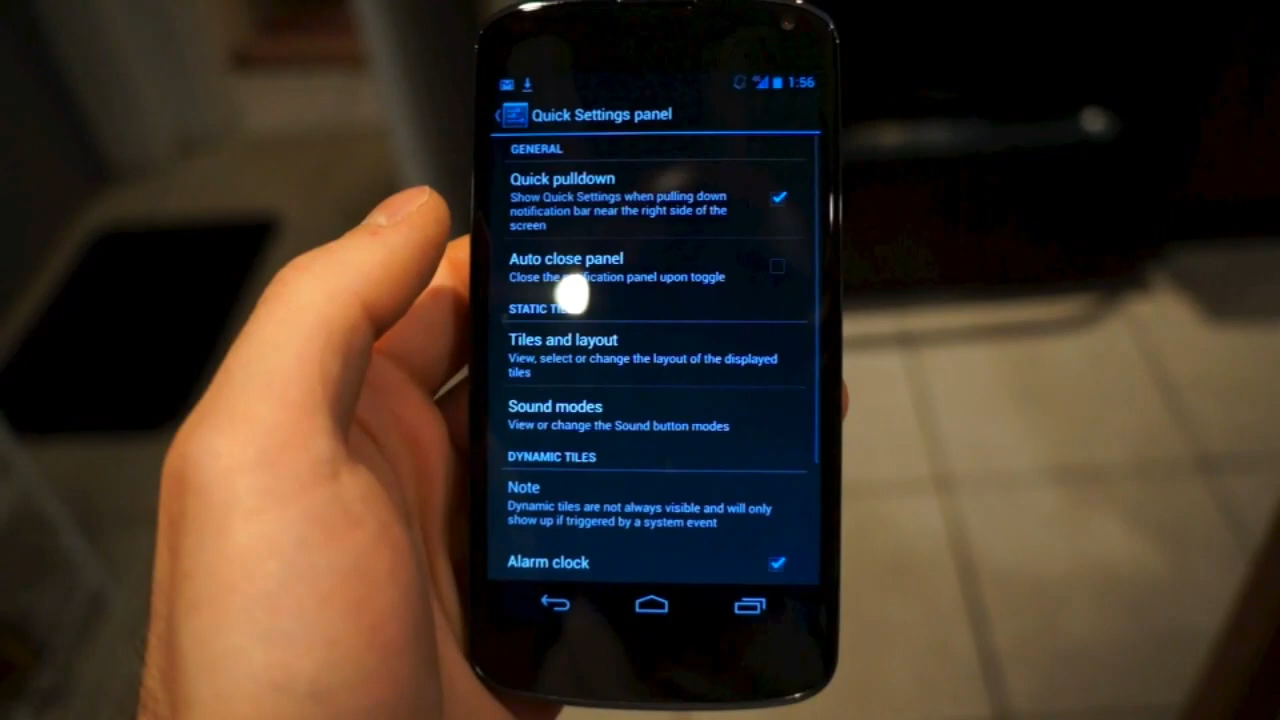 1:56
Quick Settings panel
GENERAL
Quick pulldown
Show Quick Settings when pulling down
notification bar near the right side of the
screen
Auto close panel
Close the panel upon toggle
STATIC
Tiles and layout
View, select or change the layout of the displayed
tiles
Sound modes
View or change the Sound button modes
DYNAMIC TILES
Note
Dynamic tiles are not always visible and will only
show up if triggered by a system event
Alarm clock